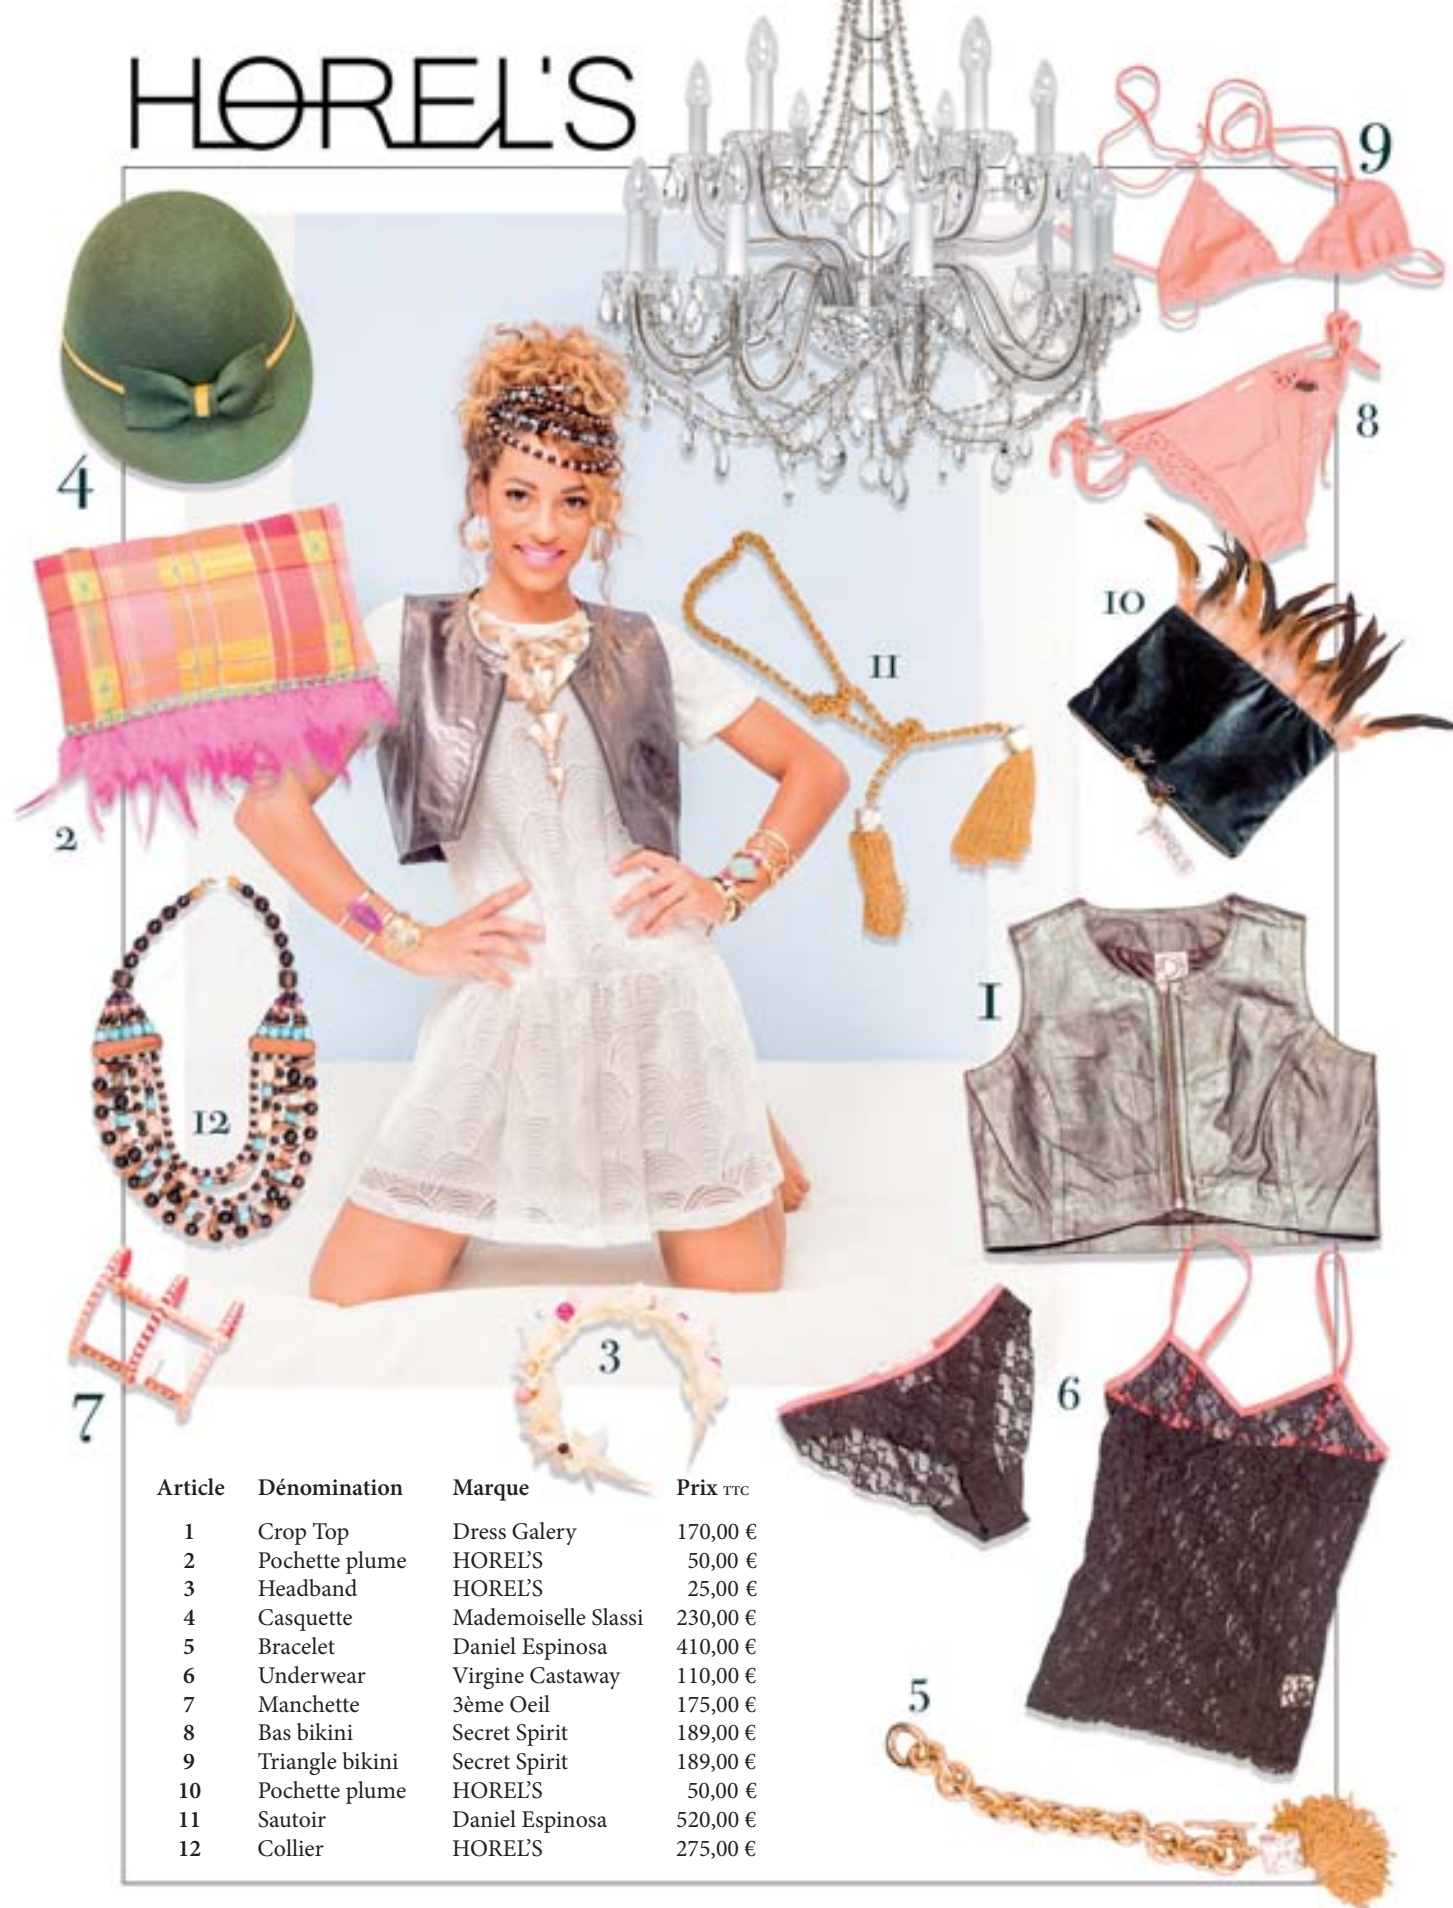 HOREL'S
9
4
8
10
11
2
1
12
3
7
6
5
Article Dénomination Marque Prix TTC
1 Crop Top Dress Galery 170,00 €
2 Pochette plume HOREL'S 50,00 €
3 Headband HOREL'S 25,00 €
4 Casquette Mademoiselle Slassi 230,00 €
5 Bracelet Daniel Espinosa 410,00 €
6 Underwear Virgine Castaway 110,00 €
7 Manchette 3ème Oeil 175,00 €
8 Bas bikini Secret Spirit 189,00 €
9 Triangle bikini Secret Spirit 189,00 €
10 Pochette plume HOREL'S 50,00 €
11 Sautoir Daniel Espinosa 520,00 €
12 Collier HOREL'S 275,00 €